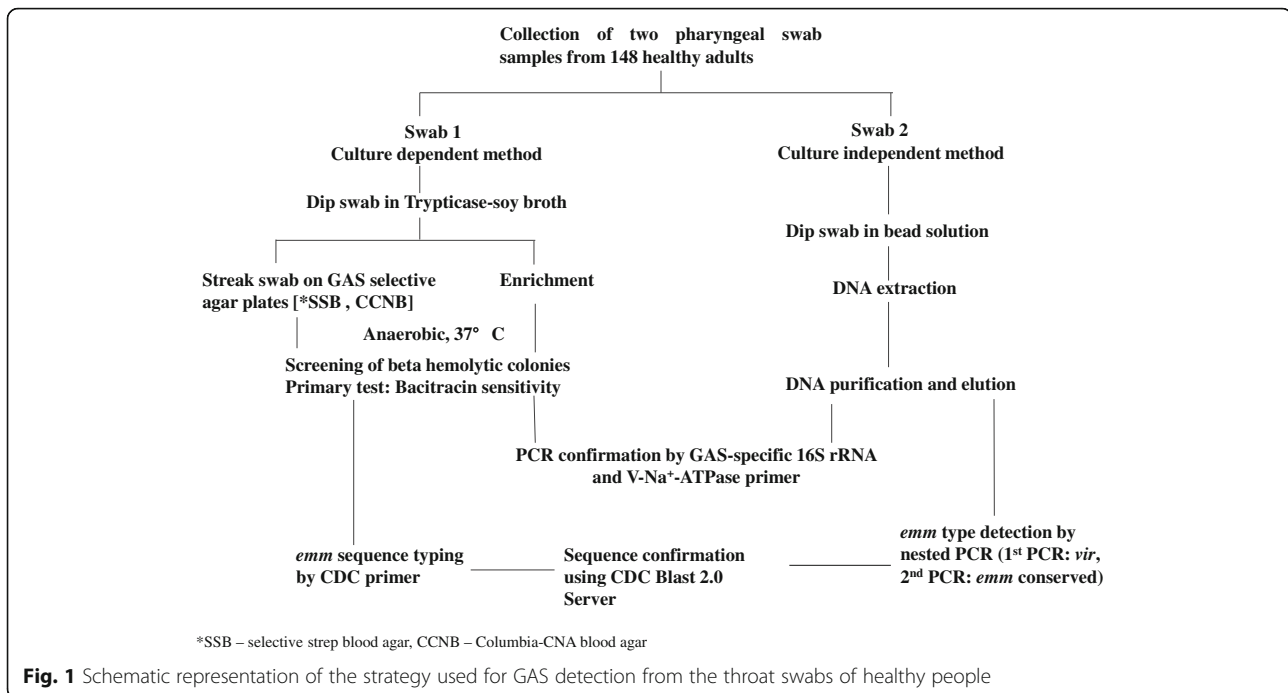 Collection of two pharyngeal swab
samples from 148 healthy adults
Swab 1
Culture dependent method
Swab 2
Culture independent method
Dip swab in Trypticase-soy broth
Dip swab in bead solution
Streak swab on GAS selective
agar plates [*SSB , CCNB]
Enrichment
DNA extraction
Anaerobic, 37° C
Screening of beta hemolytic colonies
Primary test: Bacitracin sensitivity
DNA purification and elution
PCR confirmation by GAS-specific 16S rRNA
and V-Na⁺-ATPase primer
emm sequence typing
by CDC primer
Sequence confirmation
using CDC Blast 2.0
Server
emm type detection by
nested PCR (1st PCR: vir,
2nd PCR: emm conserved)
*SSB – selective strep blood agar, CCNB – Columbia-CNA blood agar
Fig. 1 Schematic representation of the strategy used for GAS detection from the throat swabs of healthy people